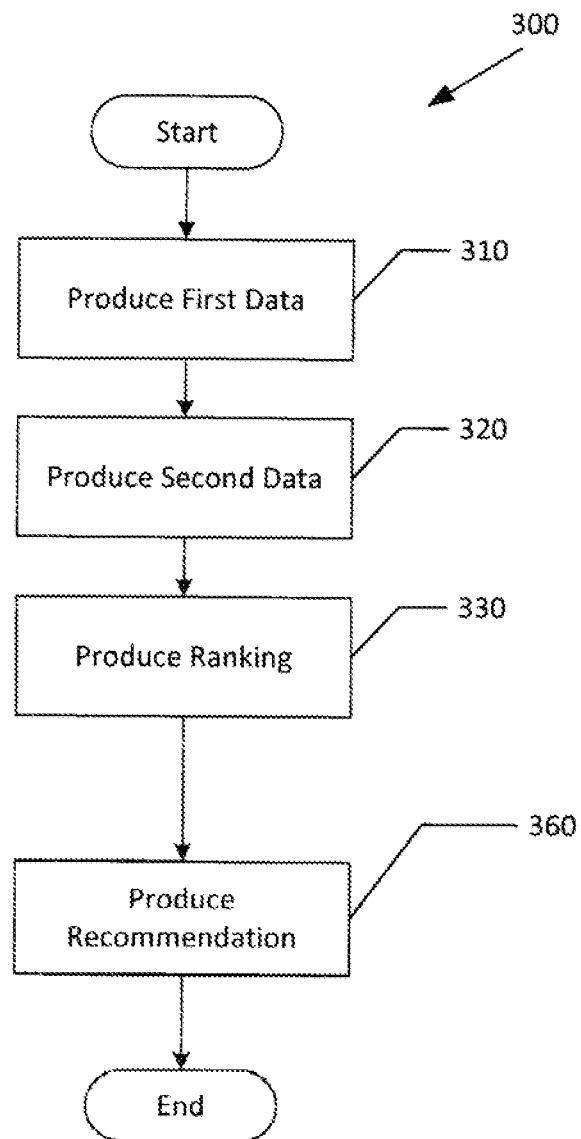 300
Start
310
Produce First Data
320
Produce Second Data
330
Produce Ranking
360
Produce
Recommendation
End